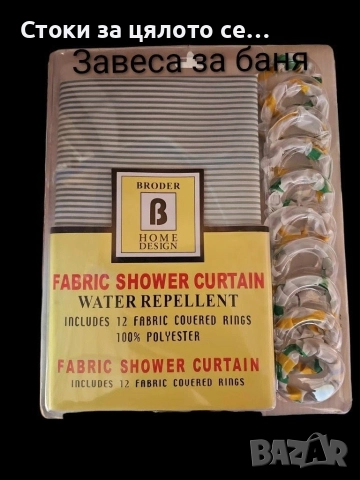 Стоки за цялото се...
Завеса за баня
BRODER
B
HOME
DESIGN
FABRIC SHOWER CURTAIN
WATER REPELLENT
INCLUDES 12 FABRIC COVERED RINGS
100% POLYESTER
FABRIC SHOWER CURTAIN
INCLUDES 12 FABRIC COVERED RINGS
BAZAR